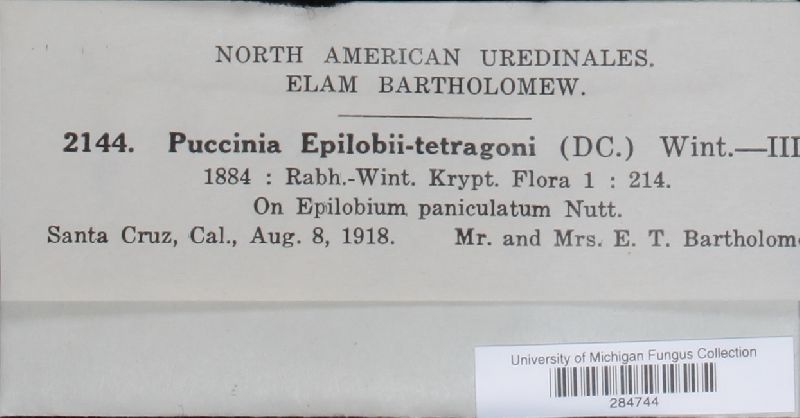 NORTH AMERICAN UREDINALES.
ELAM BARTHOLOMEW.
2144. Puccinia Epilobii-tetragoni (DC.) Wint.—III
1884 : Rabh.-Wint. Krypt. Flora 1 : 214.
On Epilobium paniculatum Nutt.
Santa Cruz, Cal., Aug. 8, 1918. Mr. and Mrs. E. T. Bartholom
University of Michigan Fungus Collection
284744